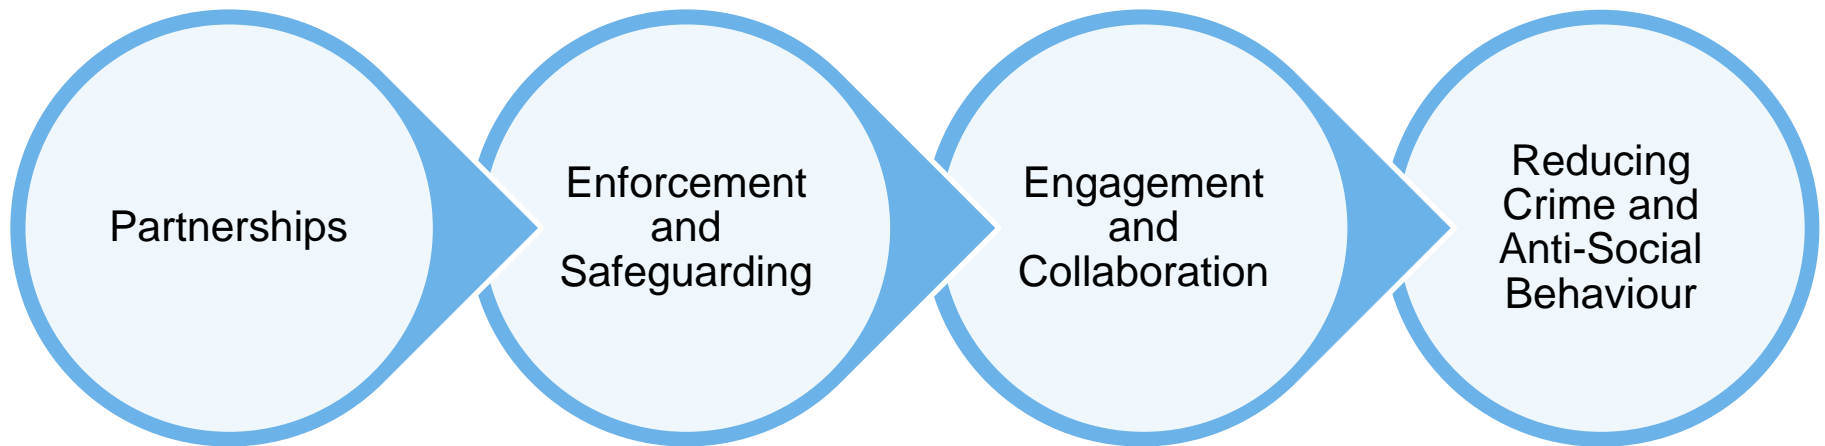 Partnerships
Enforcement
and
Safeguarding
Engagement
and
Collaboration
Reducing
Crime and
Anti-Social
Behaviour